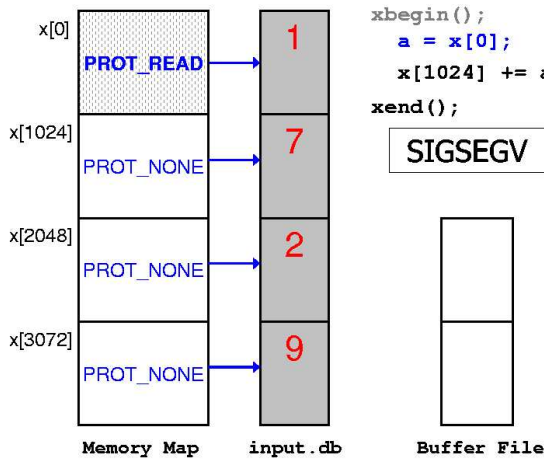 x[0]
PROT_READ
1
x[1024]
PROT_NONE
7
x[2048]
PROT_NONE
2
x[3072]
PROT_NONE
9
Memory Map
input.db
xbegin();
a = x[0];
x[1024] += a
xend();
SIGSEGV
Buffer File